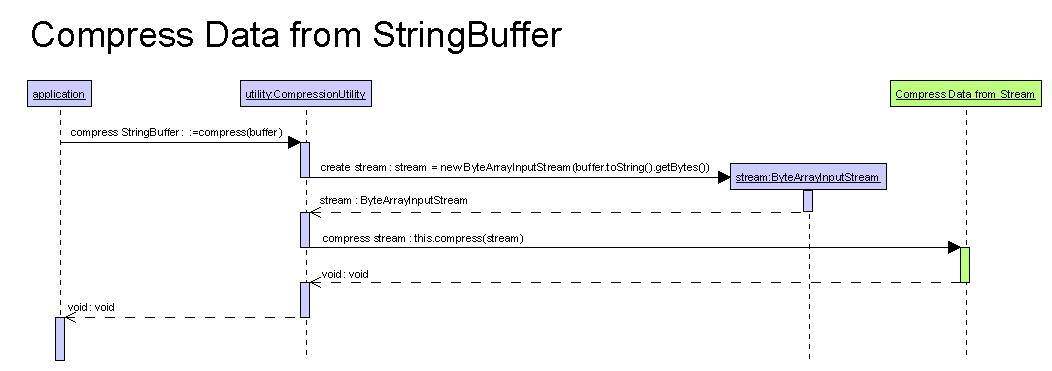 Compress Data from StringBuffer
application
utility:CompressionUtility
Compress Data from Stream
compress StringBuffer: :=compress(buffer)
create stream : stream = new ByteArrayInputStream(buffer.toString().getBytes())
stream:ByteArrayInputStream
stream : ByteArrayInputStream
compress stream : this.compress(stream)
void : void
void : void